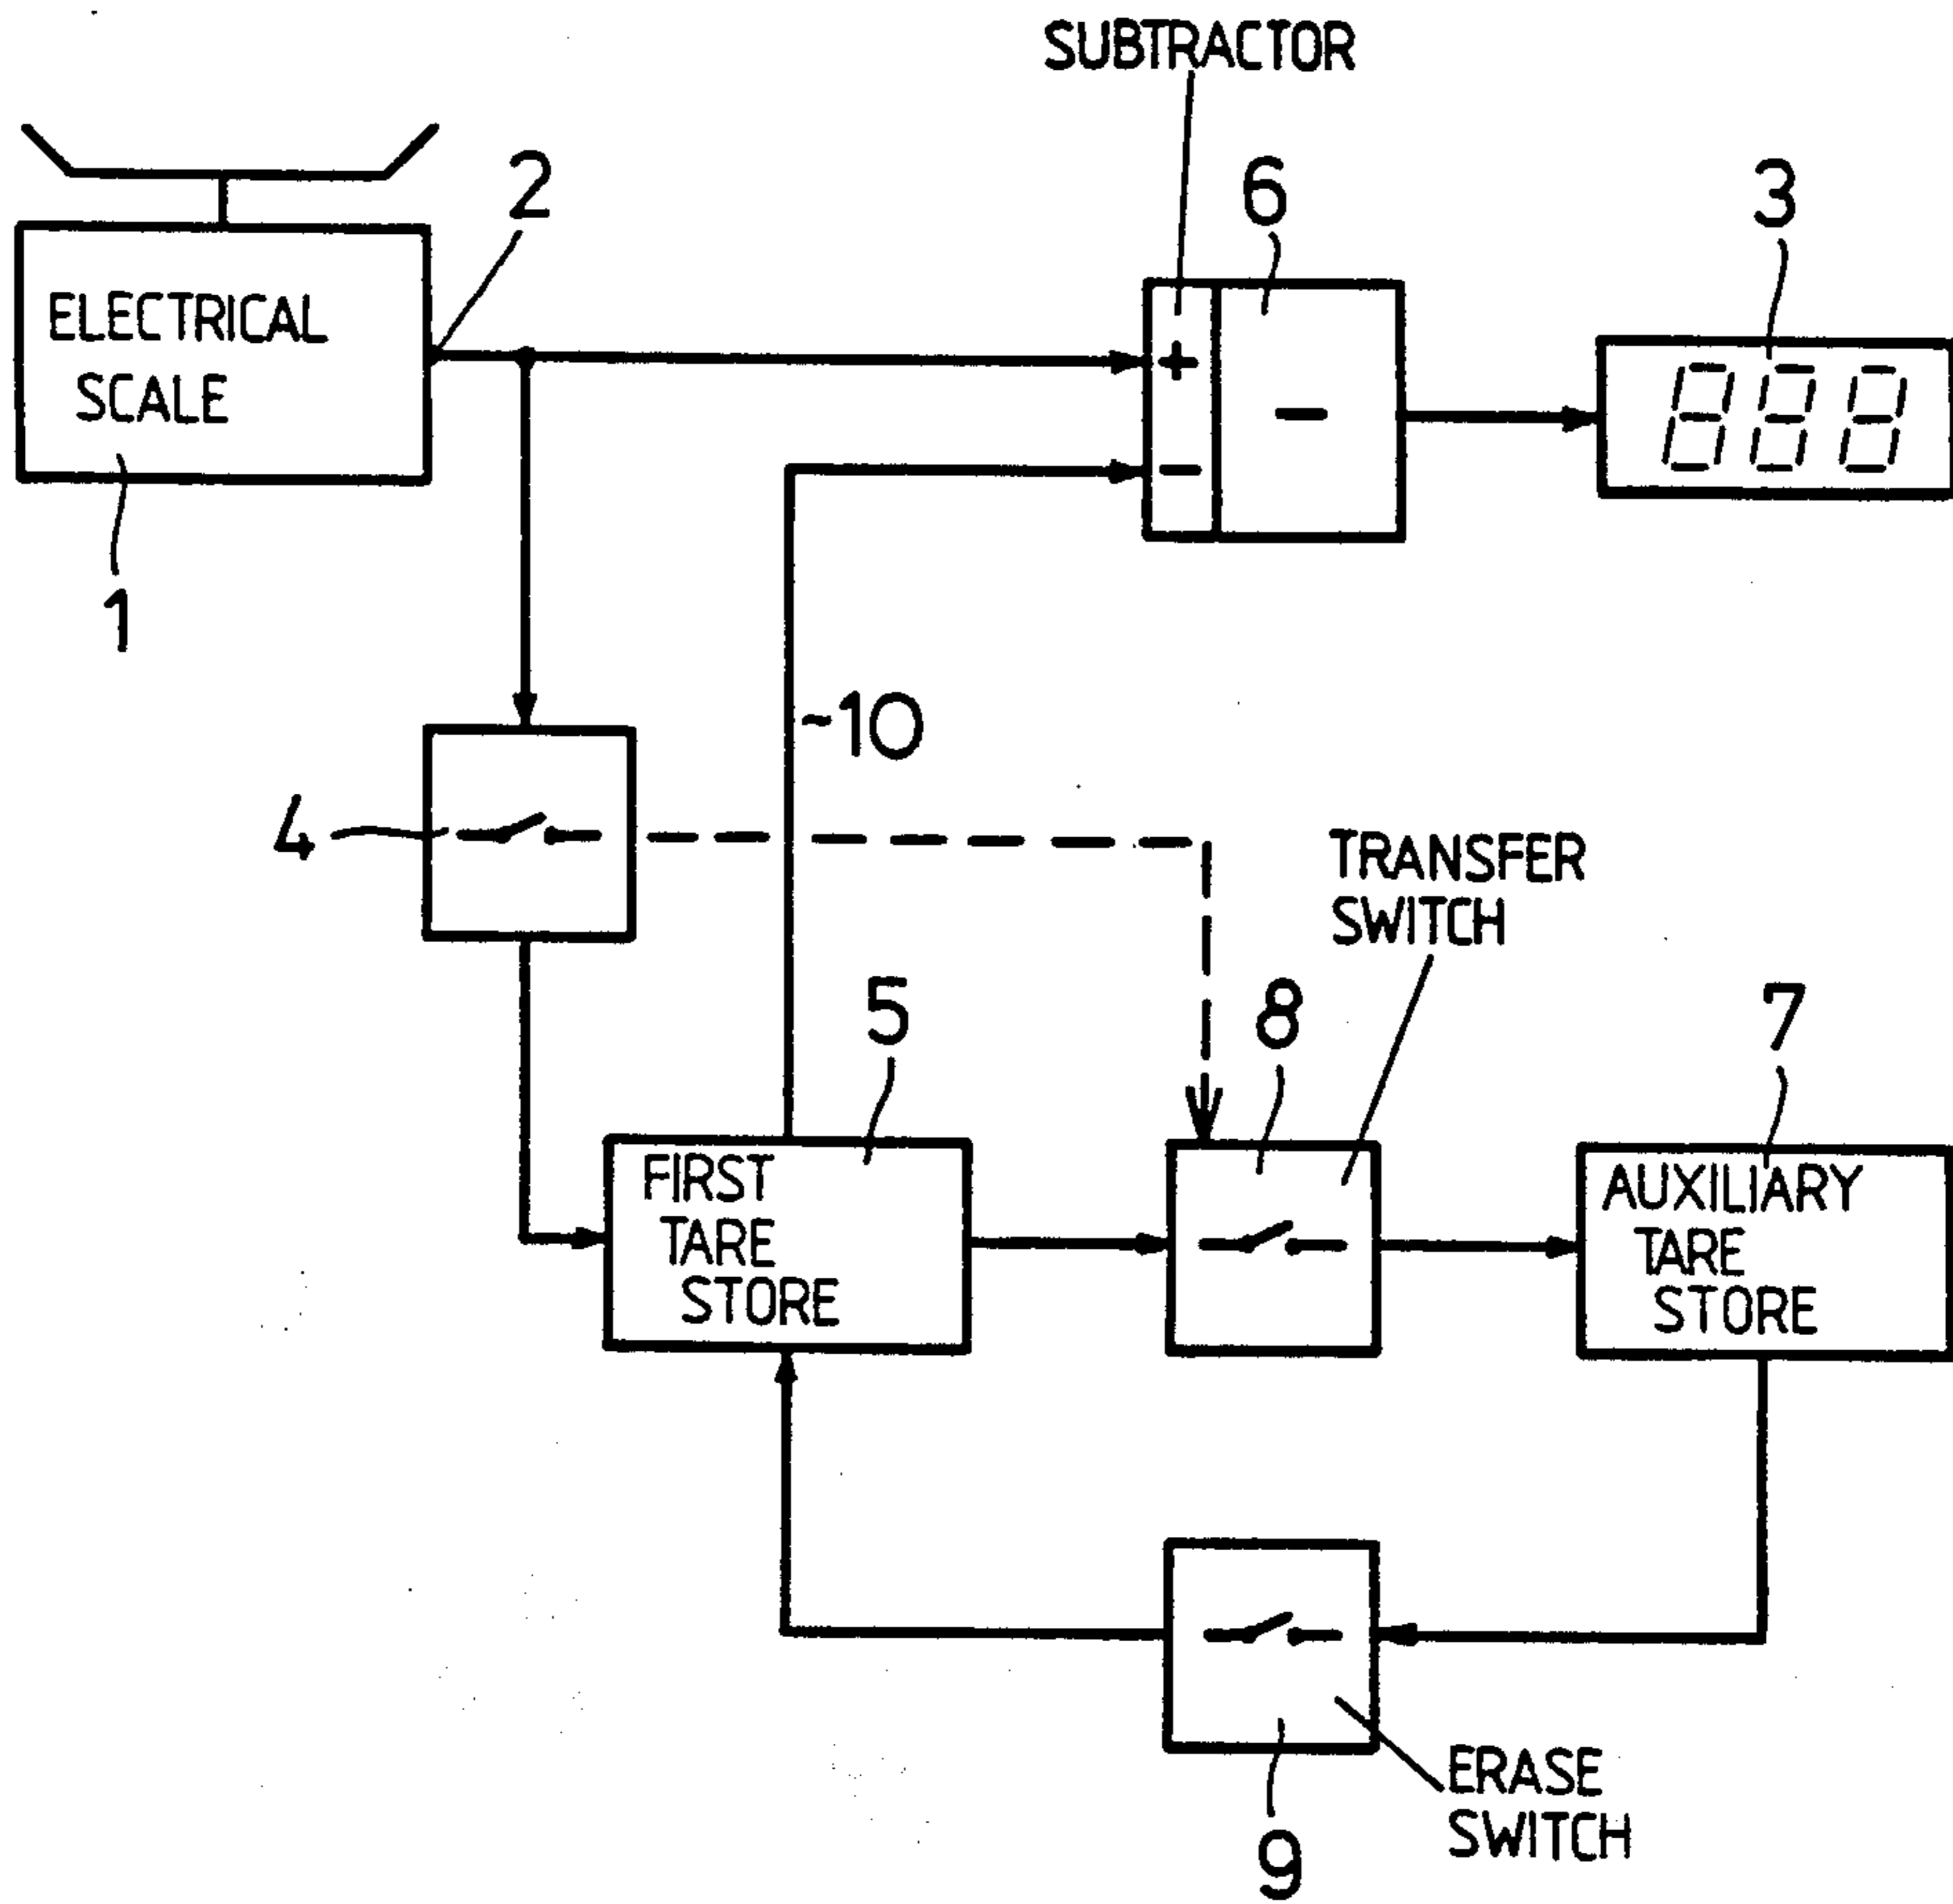 SUBTRACTOR
2
6
3
ELECTRICAL
SCALE
+
-
888
-
1
~10
4
TRANSFER
SWITCH
5
8
7
FIRST
TARE
STORE
AUXILIARY
TARE
STORE
ERASE
SWITCH
9